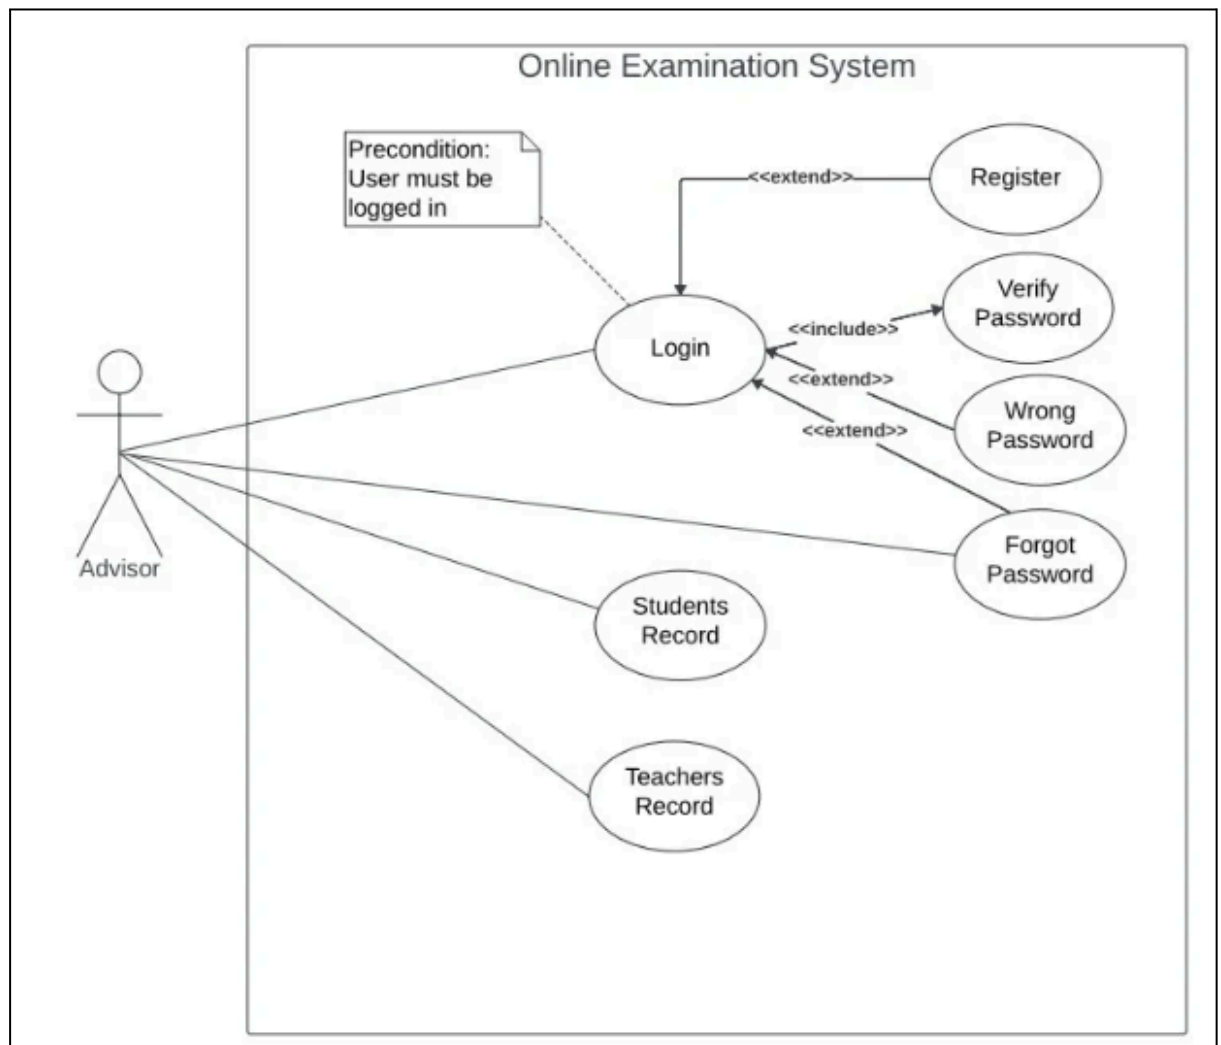 Online Examination System
Precondition:
User must be
logged in
<<extend>>
Register
Verify
Password
<<include>>
Login
<<extend>>
Wrong
Password
<<extend>>
Forgot
Password
Advisor
Students
Record
Teachers
Record